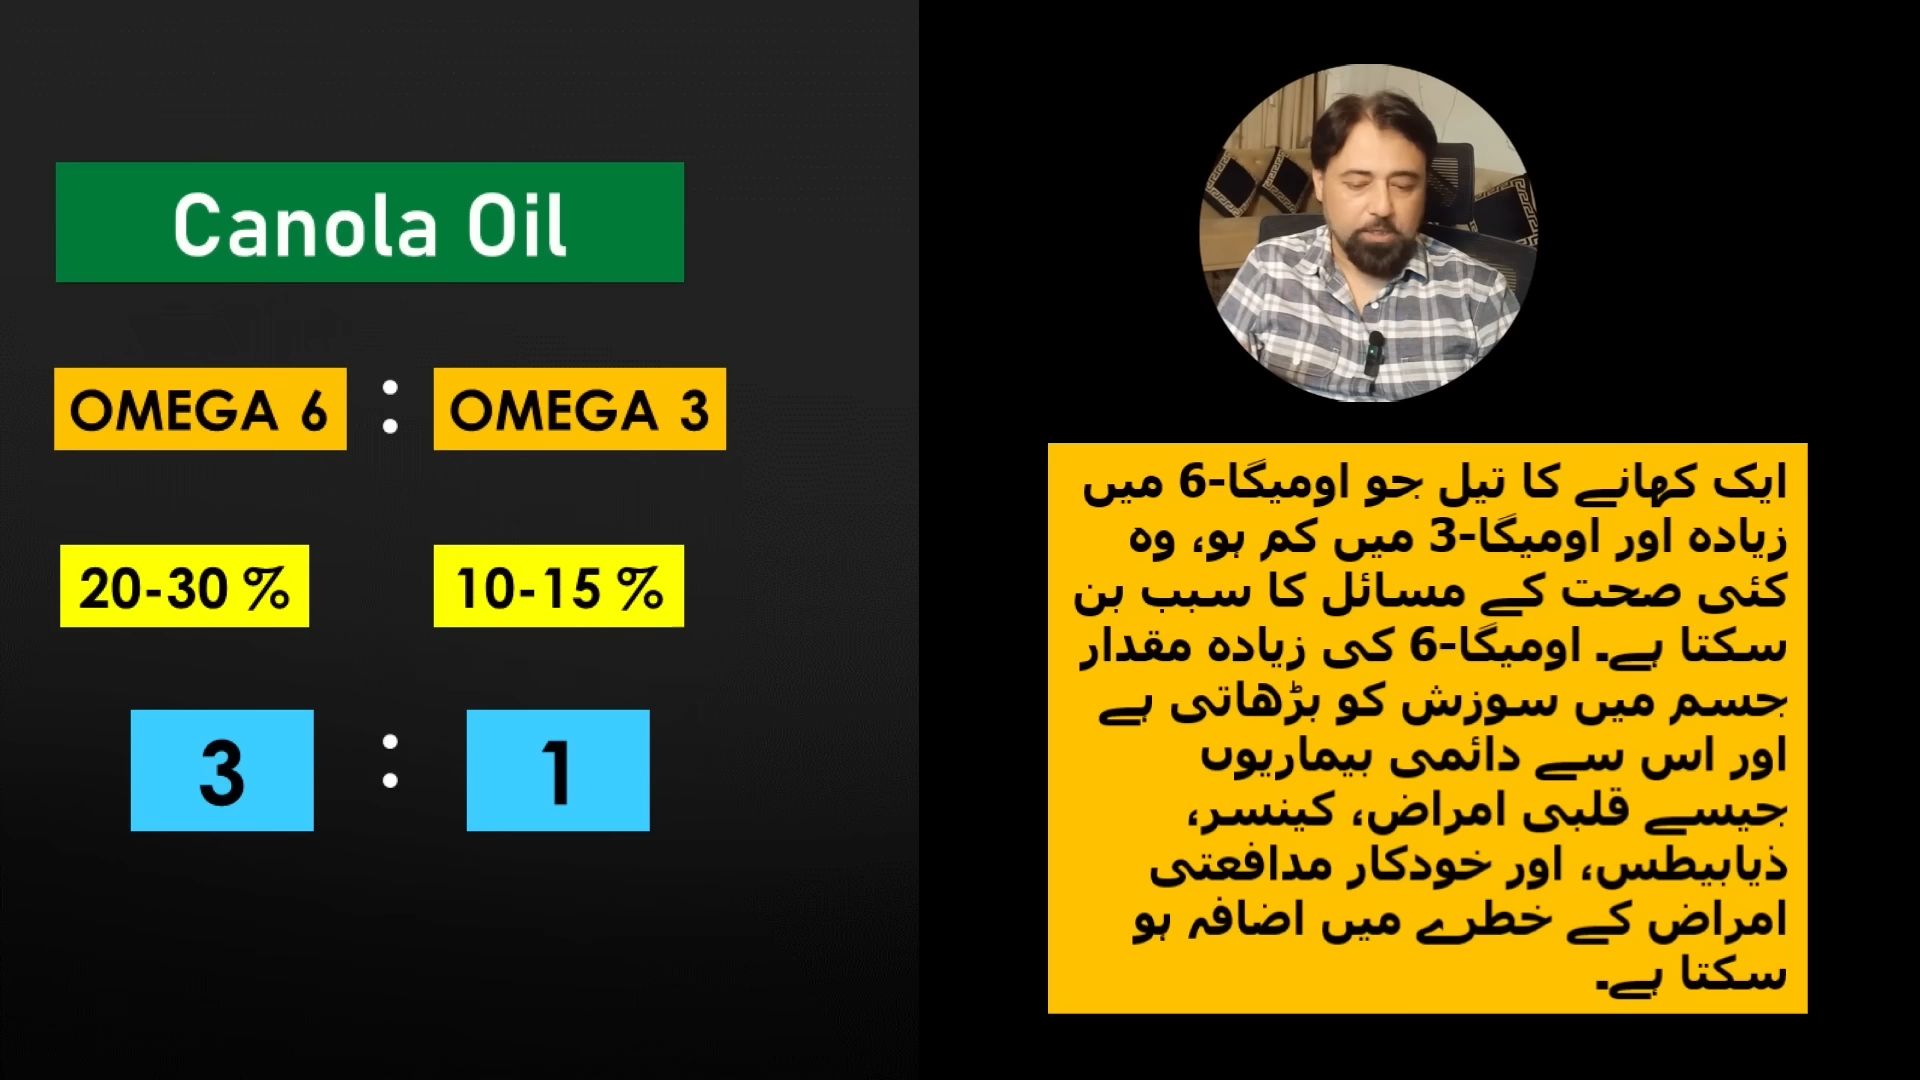 Canola Oil
OMEGA 6 : OMEGA 3
20-30 % 10-15 %
3 : 1
ایک کھانے کا تیل جو اومیگا-6 میں
زیادہ اور اومیگا-3 میں کم ہو، وہ
کئی صحت کے مسائل کا سبب بن
سکتا ہے۔ اومیگا-6 کی زیادہ مقدار
جسم میں سوزش کو بڑھاتی ہے
اور اس سے دائمی بیماریوں
جیسے قلبی امراض، کینسر،
ذیابیطس، اور خودکار مدافعتی
امراض کے خطرے میں اضافہ ہو
سکتا ہے۔